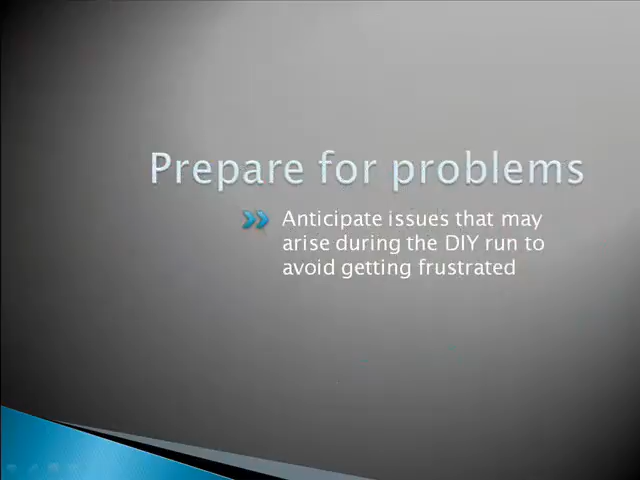 Prepare for problems
Anticipate issues that may
arise during the DIY run to
avoid getting frustrated